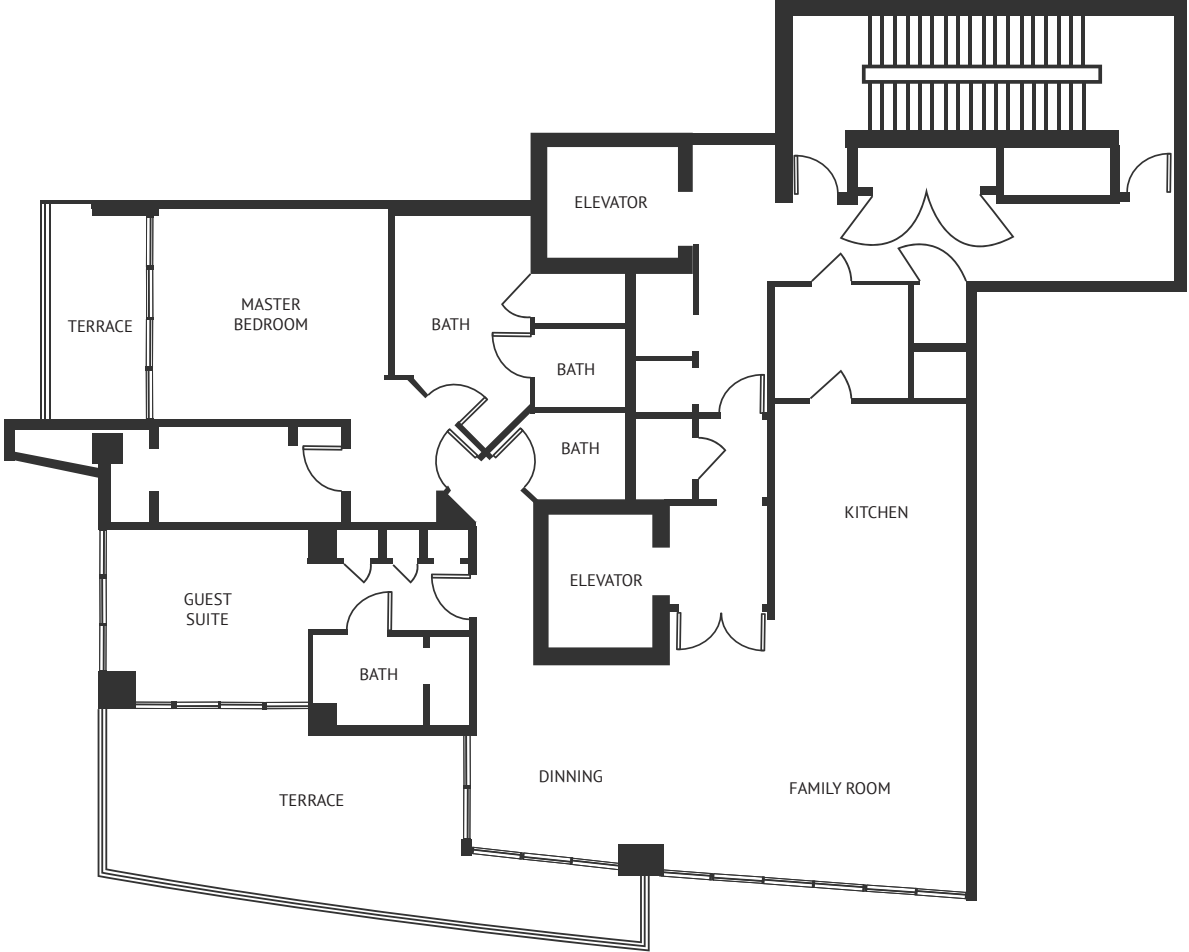 ELEVATOR
MASTER
BEDROOM
TERRACE
BATH
BATH
BATH
KITCHEN
ELEVATOR
GUEST
SUITE
BATH
DINNING
FAMILY ROOM
TERRACE